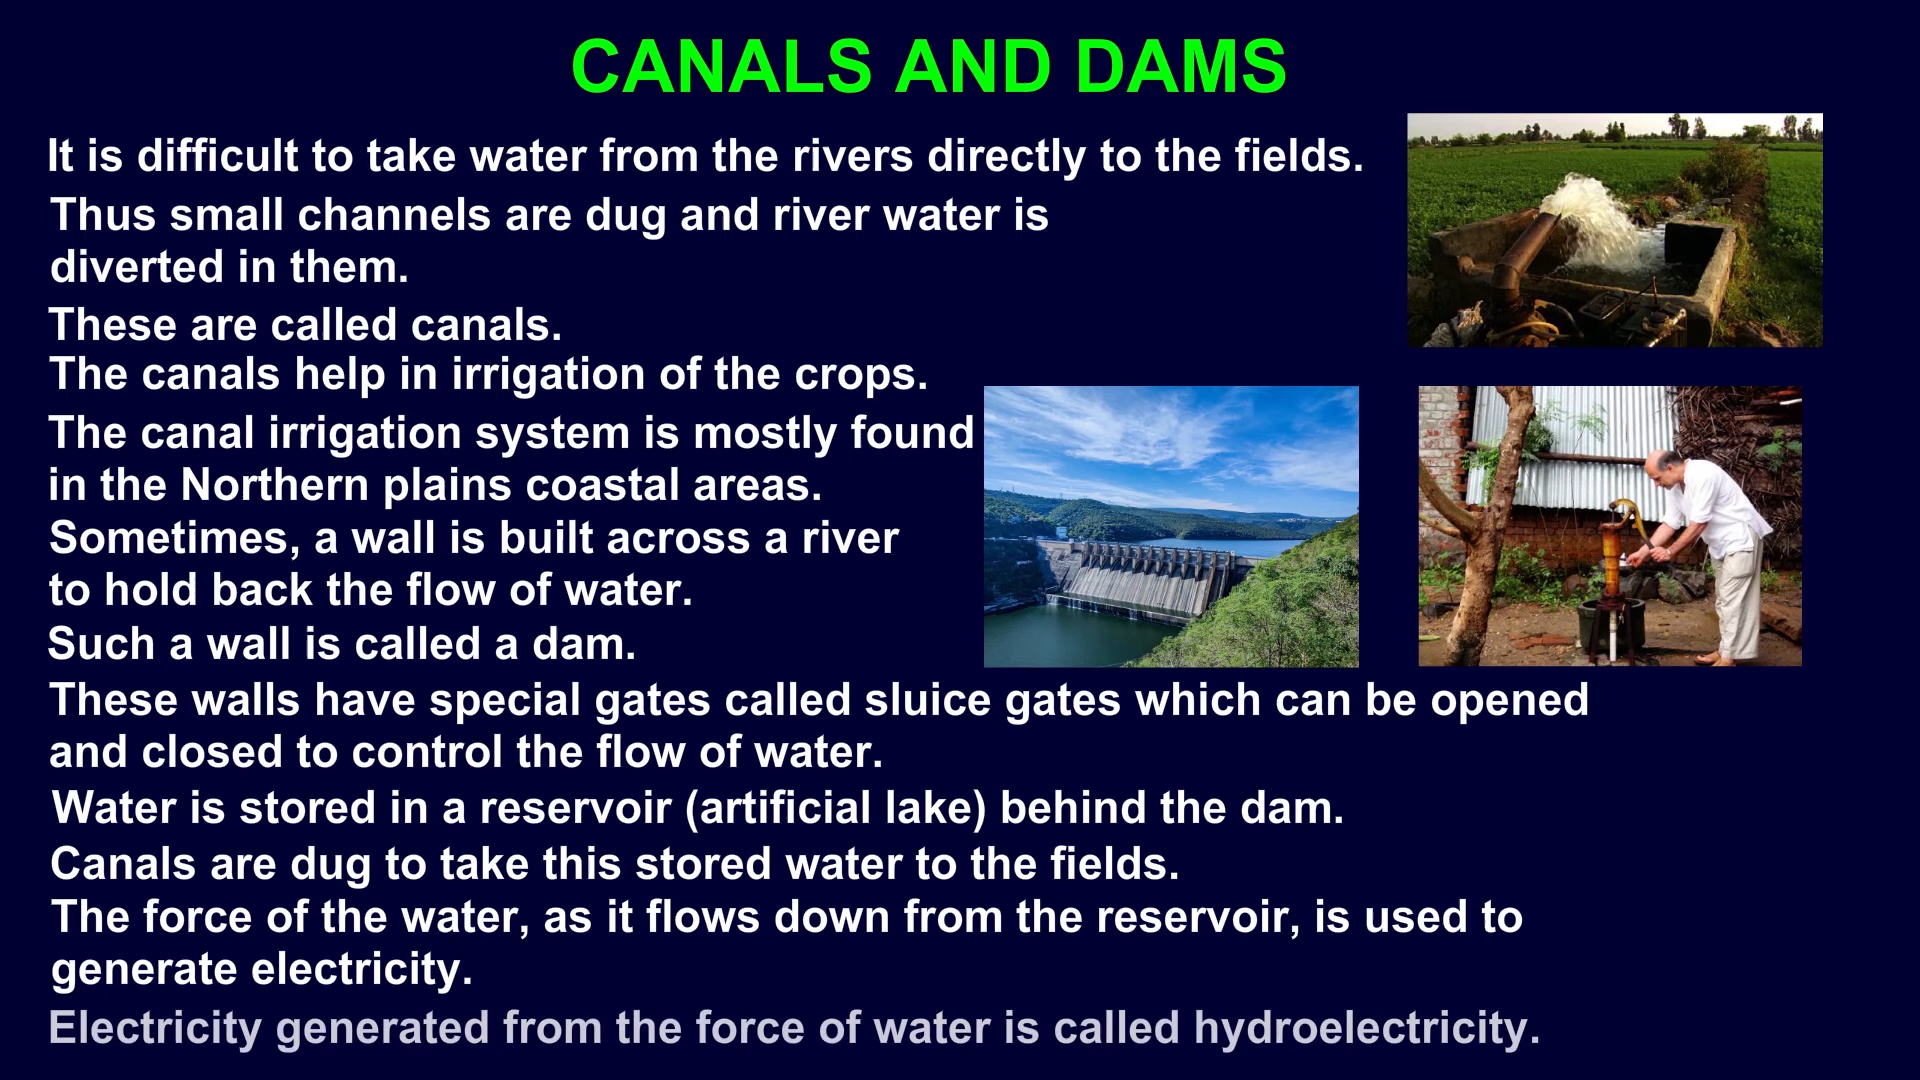 CANALS AND DAMS
It is difficult to take water from the rivers directly to the fields.
Thus small channels are dug and river water is
diverted in them.
These are called canals.
The canals help in irrigation of the crops.
The canal irrigation system is mostly found
in the Northern plains coastal areas.
Sometimes, a wall is built across a river
to hold back the flow of water.
Such a wall is called a dam.
These walls have special gates called sluice gates which can be opened
and closed to control the flow of water.
Water is stored in a reservoir (artificial lake) behind the dam.
Canals are dug to take this stored water to the fields.
The force of the water, as it flows down from the reservoir, is used to
generate electricity.
Electricity generated from the force of water is called hydroelectricity.